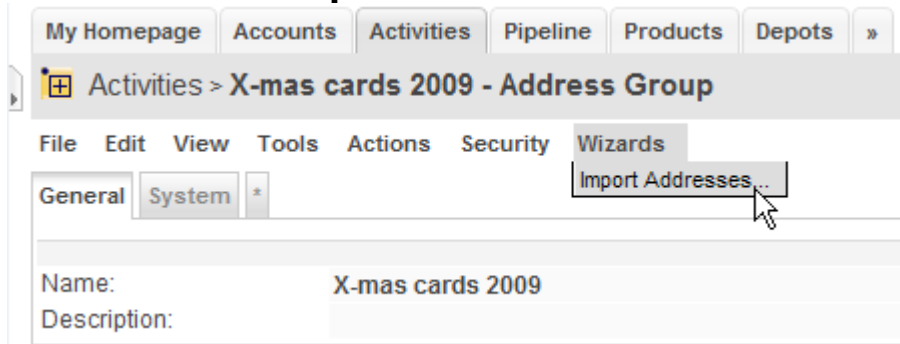 My Homepage Accounts Activities Pipeline Products Depots »
Activities > X-mas cards 2009 - Address Group
File Edit View Tools Actions Security Wizards
Import Addresses...
General System *
Name: X-mas cards 2009
Description: